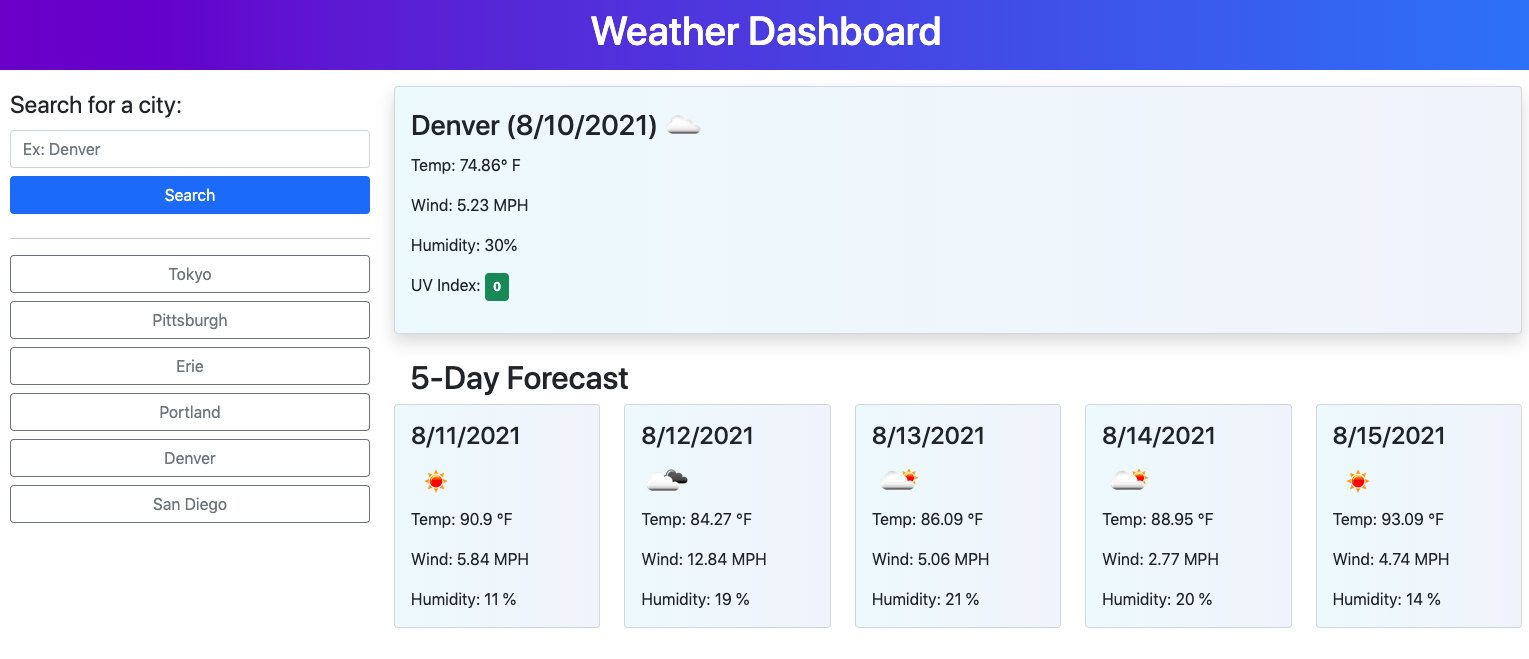 Weather Dashboard
Search for a city:
Ex: Denver
Search
Tokyo
Pittsburgh
Erie
Portland
Denver
San Diego
Denver (8/10/2021)
Temp: 74.86° F
Wind: 5.23 MPH
Humidity: 30%
UV Index: 0
5-Day Forecast
8/11/2021
Temp: 90.9 °F
Wind: 5.84 MPH
Humidity: 11 %
8/12/2021
Temp: 84.27 °F
Wind: 12.84 MPH
Humidity: 19 %
8/13/2021
Temp: 86.09 °F
Wind: 5.06 MPH
Humidity: 21 %
8/14/2021
Temp: 88.95 °F
Wind: 2.77 MPH
Humidity: 20 %
8/15/2021
Temp: 93.09 °F
Wind: 4.74 MPH
Humidity: 14 %